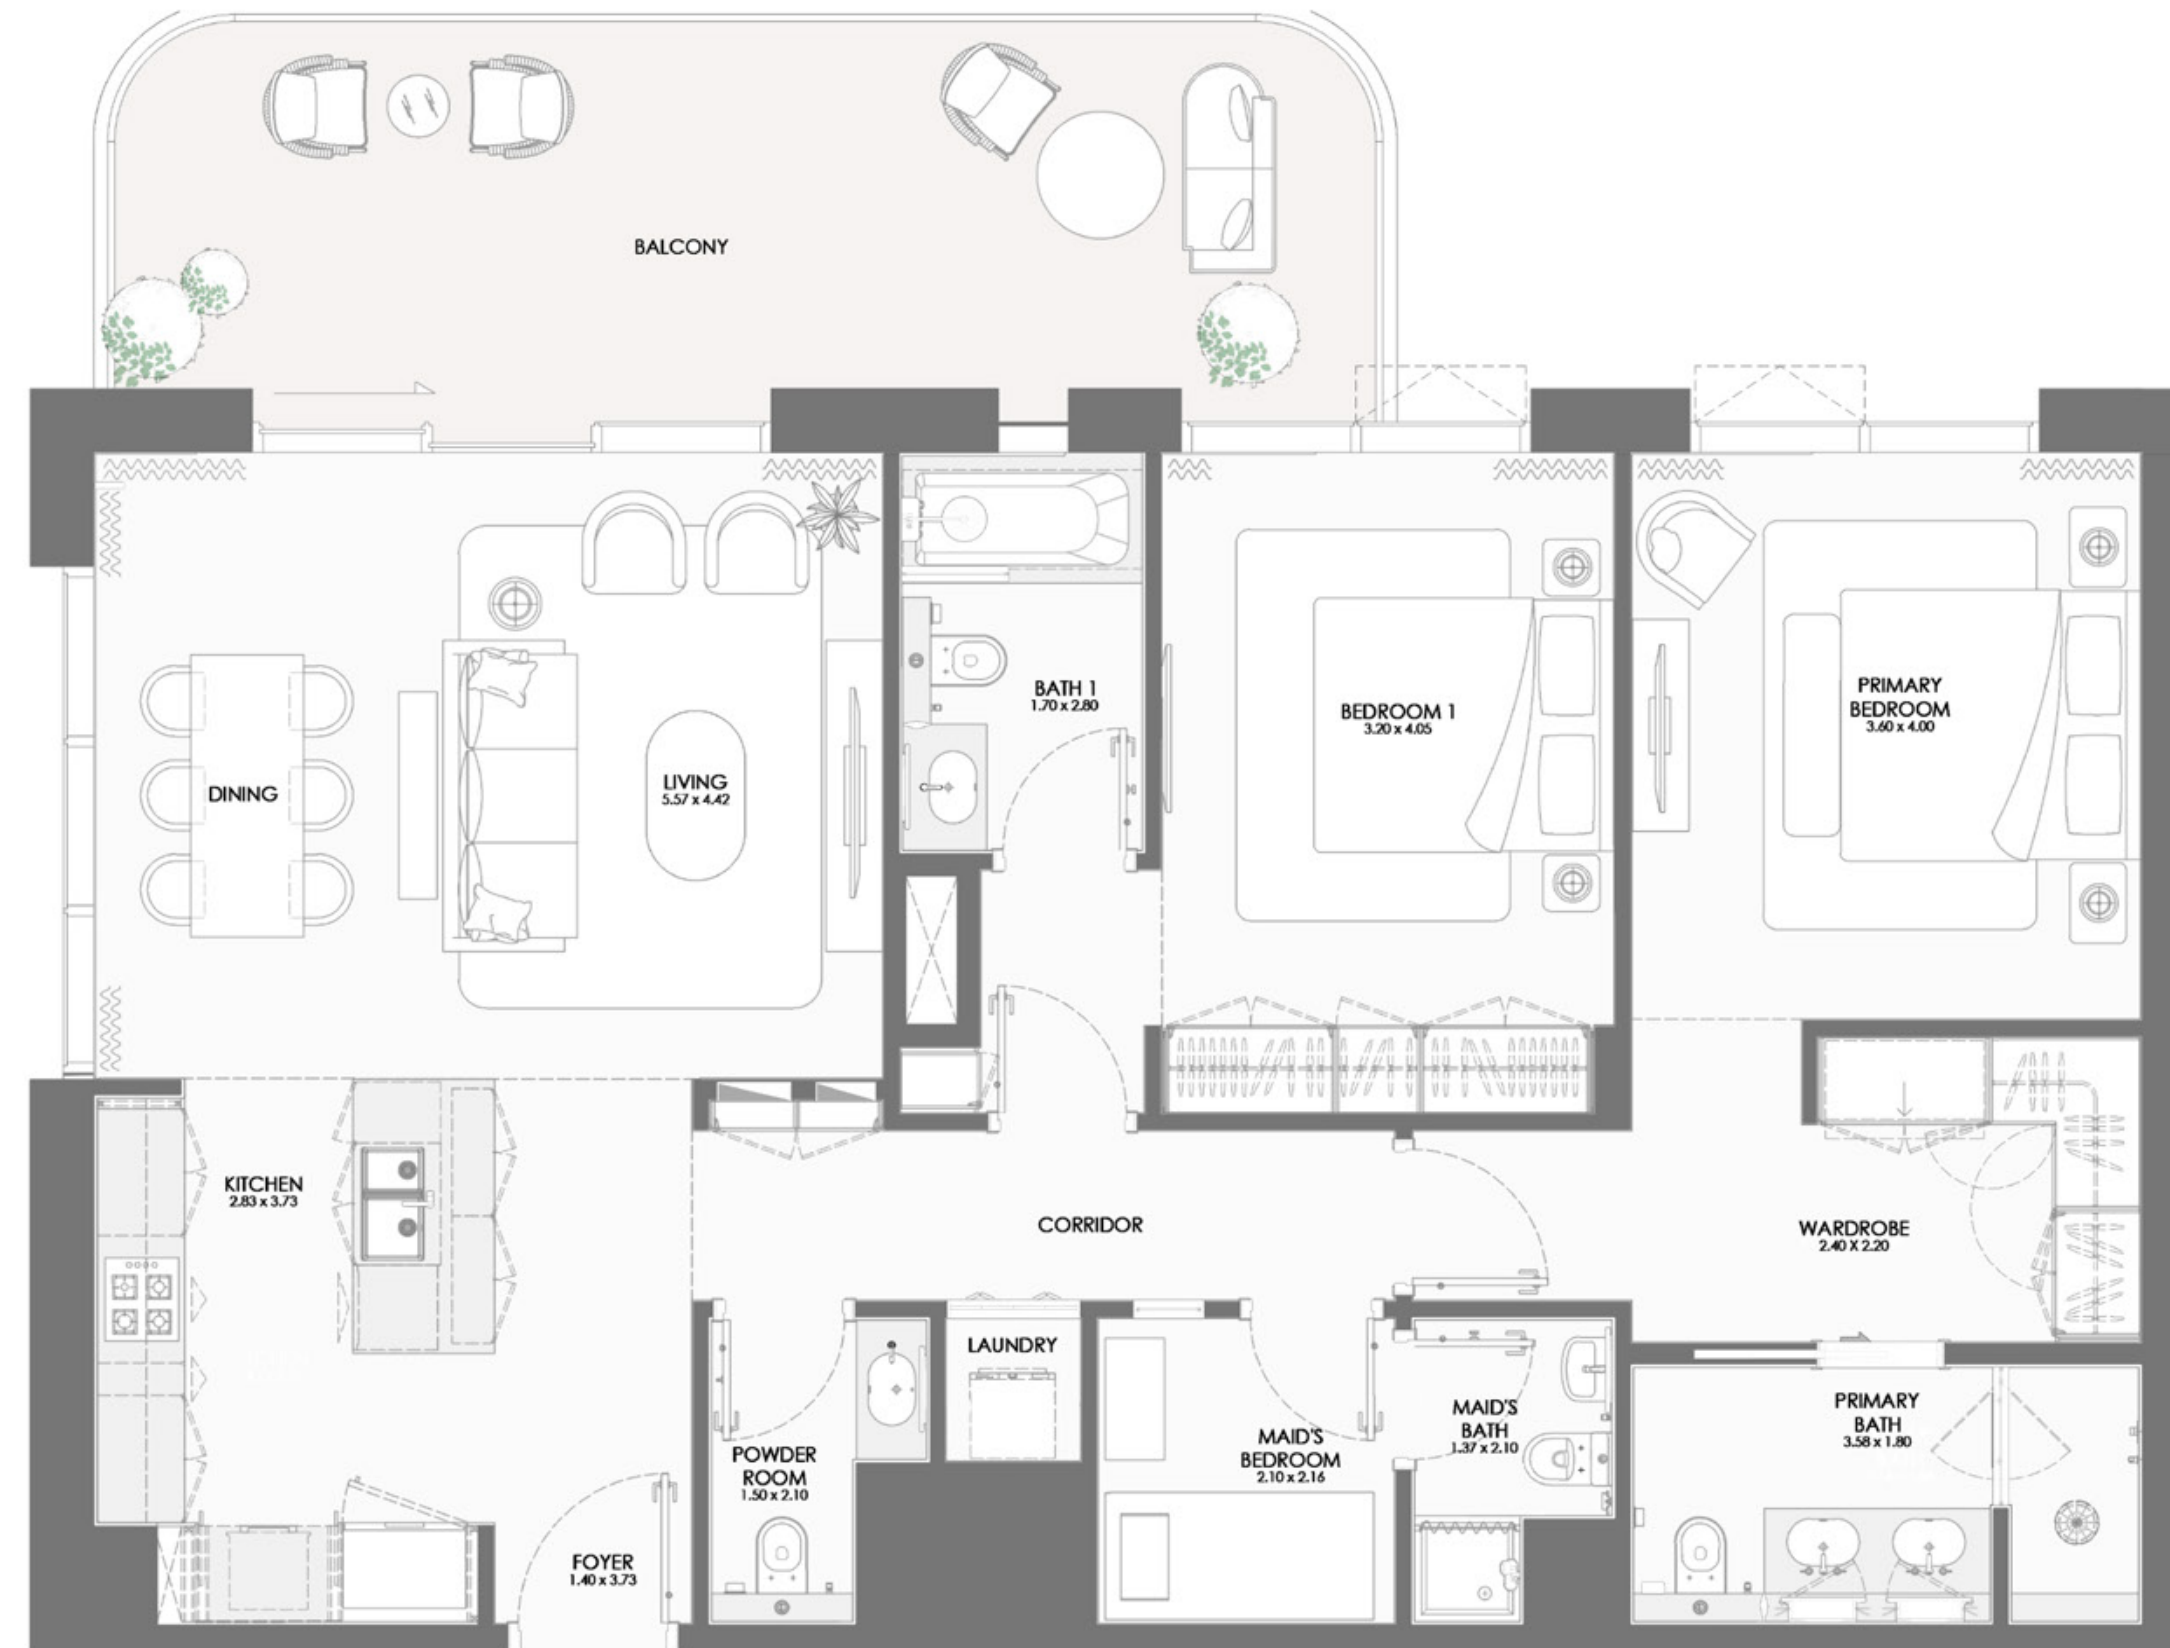 BALCONY
BATH 1
1.70 x 2.80
BEDROOM 1
3.20 x 4.05
PRIMARY
BEDROOM
3.60 x 4.00
DINING
LIVING
5.57 x 4.42
KITCHEN
2.83 x 3.73
CORRIDOR
WARDROBE
2.40 X 2.20
LAUNDRY
POWDER
ROOM
1.50 x 2.10
MAID'S
BEDROOM
2.10 x 2.16
MAID'S
BATH
1.37 x 2.10
PRIMARY
BATH
3.58 x 1.80
FOYER
1.40 x 3.73